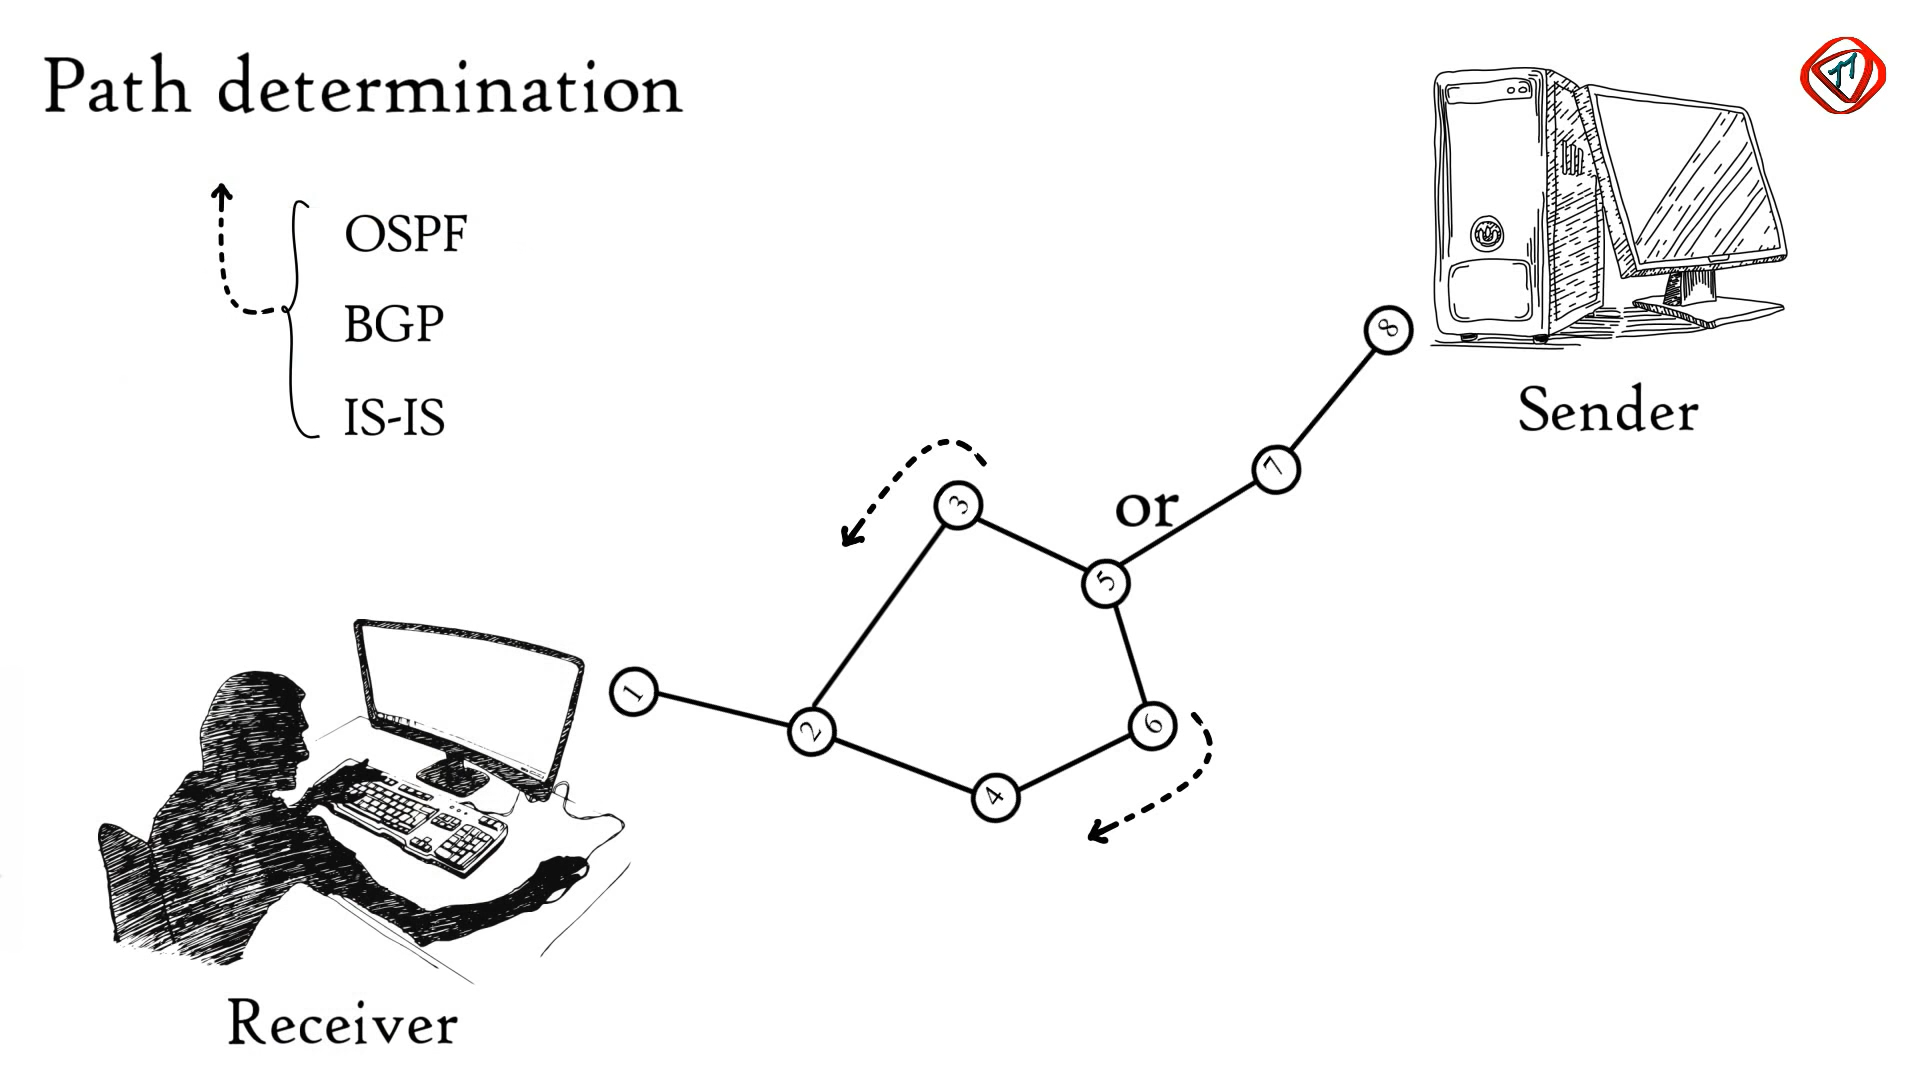 Path determination
OSPF
BGP
IS-IS
Sender
8
7
or
3
5
1
2
6
4
Receiver